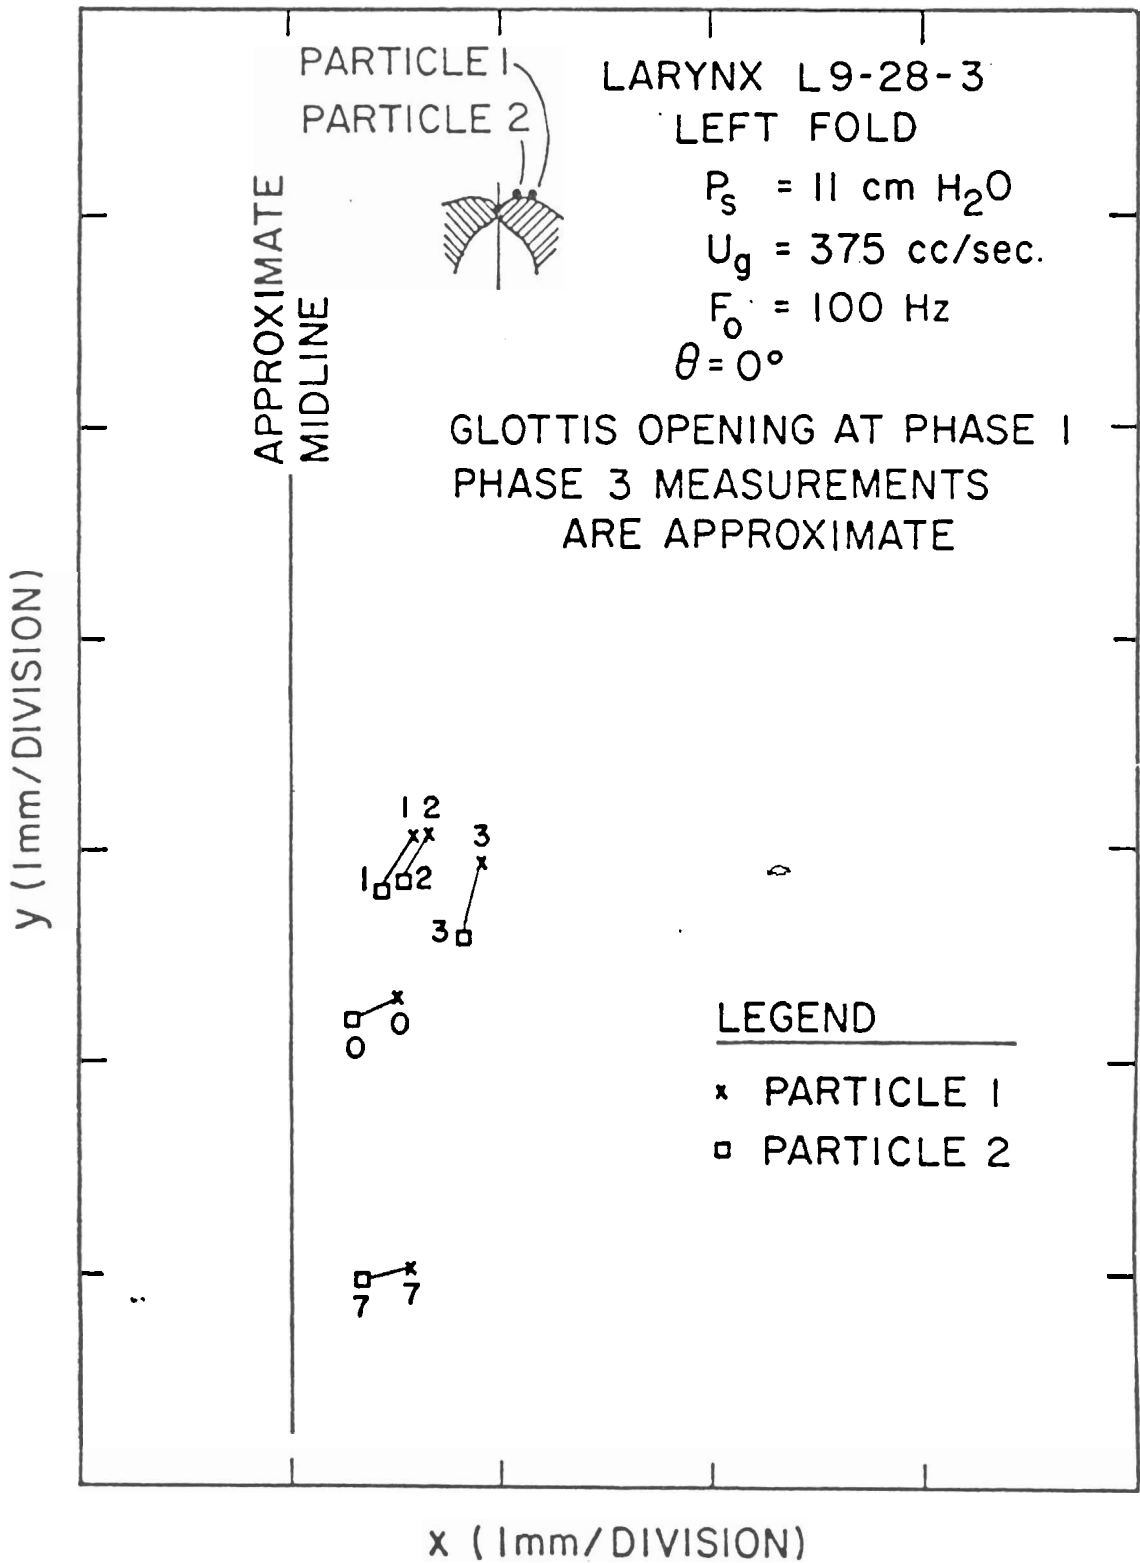 PARTICLE 1
PARTICLE 2
LARYNX L9-28-3
LEFT FOLD
Ps = 11 cm H2O
Ug = 375 cc/sec.
Fo = 100 Hz
θ = 0°
APPROXIMATE
MIDLINE
GLOTTIS OPENING AT PHASE 1
PHASE 3 MEASUREMENTS
ARE APPROXIMATE
y (1mm/DIVISION)
1 2
3
1 2
3
0
0
LEGEND
x PARTICLE 1
□ PARTICLE 2
7 7
x (1mm/DIVISION)